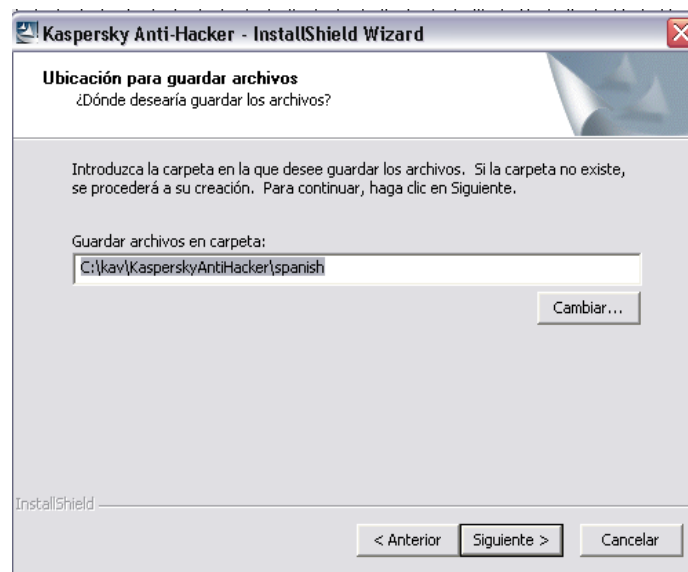 Kaspersky Anti-Hacker - InstallShield Wizard
Ubicación para guardar archivos
¿Dónde desearía guardar los archivos?
Introduzca la carpeta en la que desee guardar los archivos. Si la carpeta no existe,
se procederá a su creación. Para continuar, haga clic en Siguiente.
Guardar archivos en carpeta:
C:\kav\KasperskyAntiHacker\spanish
Cambiar...
InstallShield
< Anterior Siguiente > Cancelar